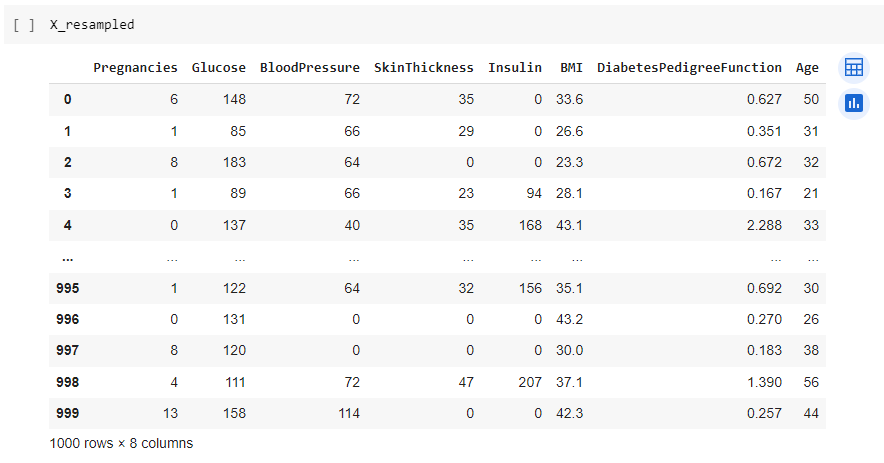 [ ] X_resampled
Pregnancies Glucose BloodPressure SkinThickness Insulin BMI DiabetesPedigreeFunction Age
0 6 148 72 35 0 33.6 0.627 50
1 1 85 66 29 0 26.6 0.351 31
2 8 183 64 0 0 23.3 0.672 32
3 1 89 66 23 94 28.1 0.167 21
4 0 137 40 35 168 43.1 2.288 33
... ... ... ... ... ... ... ... ...
995 1 122 64 32 156 35.1 0.692 30
996 0 131 0 0 0 43.2 0.270 26
997 8 120 0 0 0 30.0 0.183 38
998 4 111 72 47 207 37.1 1.390 56
999 13 158 114 0 0 42.3 0.257 44
1000 rows × 8 columns